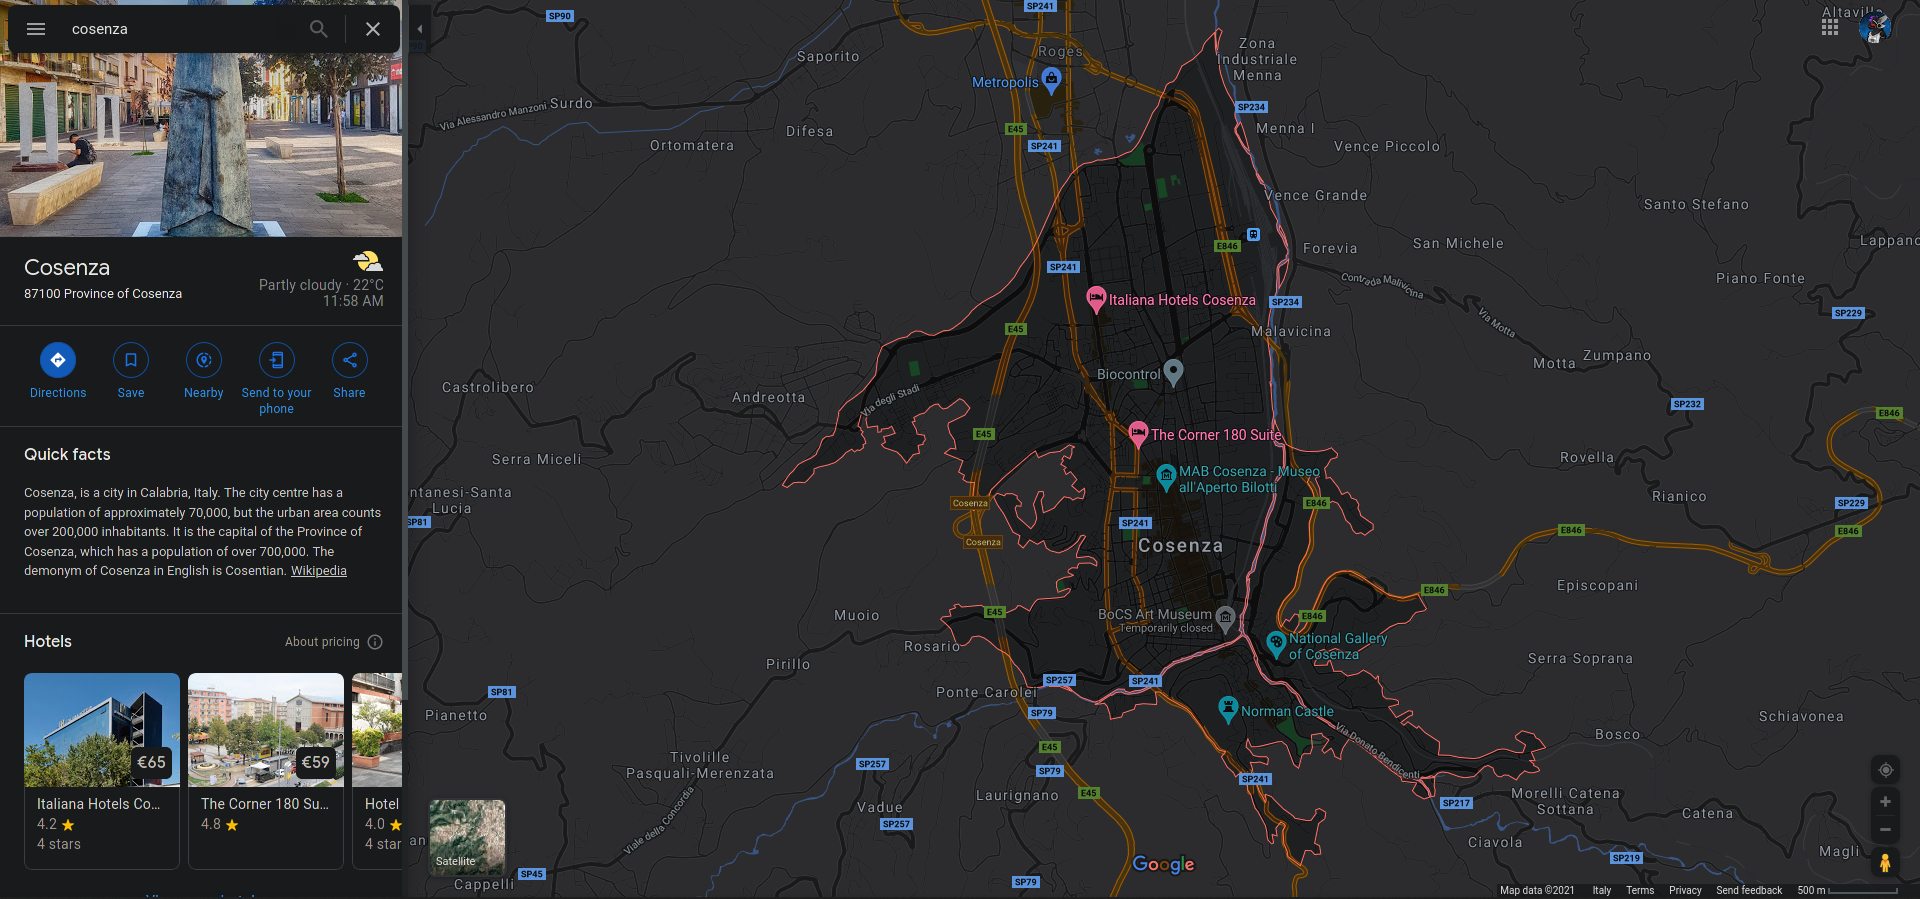 cosenza
Cosenza
87100 Province of Cosenza
Partly cloudy · 22°C
11:58 AM
Directions
Save
Nearby
Send to your
phone
Share
Quick facts
Cosenza, is a city in Calabria, Italy. The city centre has a
population of approximately 70,000, but the urban area counts
over 200,000 inhabitants. It is the capital of the Province of
Cosenza, which has a population of over 700,000. The
demonym of Cosenza in English is Cosentian. Wikipedia
Hotels
About pricing
€65
€59
Italiana Hotels Co...
4.2
4 stars
The Corner 180 Su...
4.8
Hotel
4.0
4 star
SP90
SP241
Altavilla
Roges
Zona
Industriale
Menna
Saporito
Metropolis
Surdo
Via Alessandro Manzoni
SP234
E45
Difesa
Menna I
SP241
Ortomatera
Vence Piccolo
Vence Grande
Santo Stefano
Forevia
San Michele
Lappano
E846
SP241
Piano Fonte
Contrada Malivicina
Italiana Hotels Cosenza
SP234
SP229
Via Motta
E45
Malavicina
Zumpano
Motta
Biocontrol
Castrolibero
Andreotta
Via degli Stadi
SP232
E846
E45
The Corner 180 Suite
Serra Miceli
Rovella
MAB Cosenza - Museo
all'Aperto Bilotti
ntanesi-Santa
Lucia
Rianico
Cosenza
E846
SP229
SP81
SP241
E846
E846
Cosenza
Cosenza
Episcopani
E846
E45
Muoio
BoCS Art Museum
Temporarily closed
E846
National Gallery
of Cosenza
Rosario
Pirillo
Serra Soprana
SP257
SP241
SP81
Ponte Carolei
Pianetto
SP79
Norman Castle
Schiavonea
Via Donato Bendicenti
Bosco
E45
Tivolille
Pasquali-Merenzata
SP257
SP79
SP241
Laurignano
E45
Morelli Catena
Sottana
SP217
Vadue
SP257
Catena
Viale della Concordia
an
Ciavola
Magli
SP219
Satellite
Cappelli
SP45
SP79
Google
Map data ©2021
Italy
Terms
Privacy
Send feedback
500 m